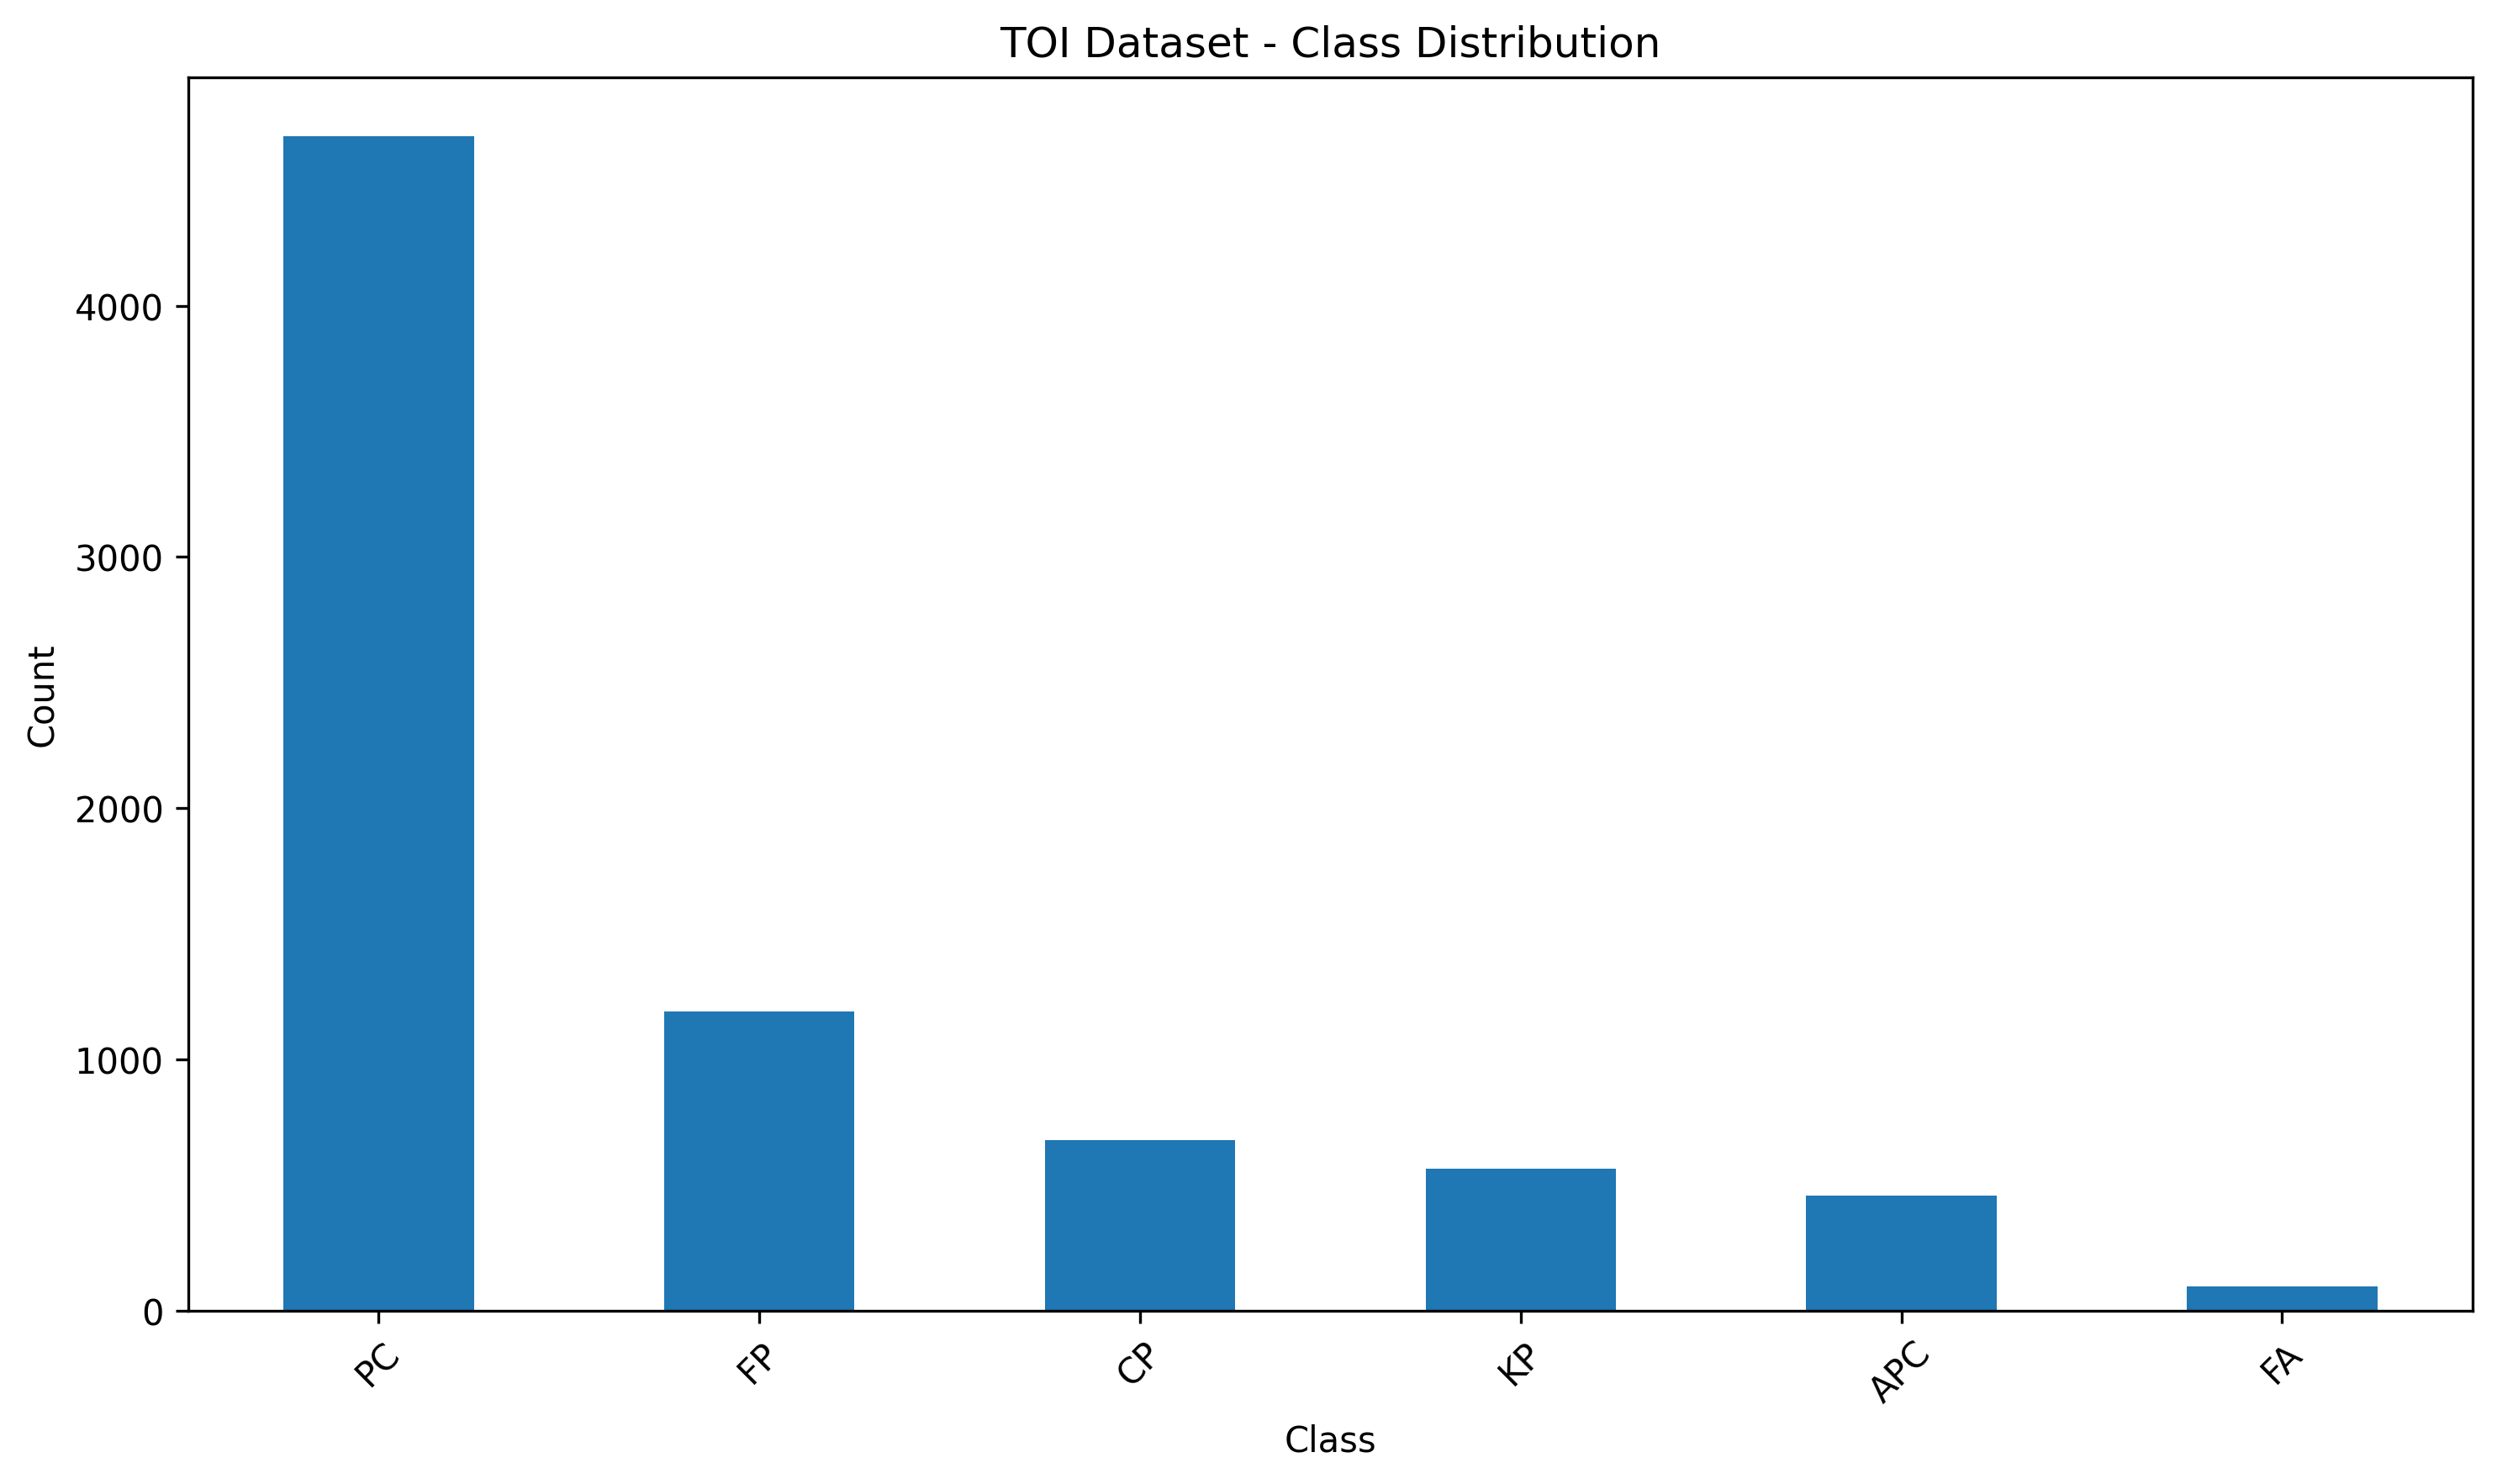 TOI Dataset - Class Distribution
Count
4000
3000
2000
1000
0
PC
FP
CP
KP
APC
FA
Class